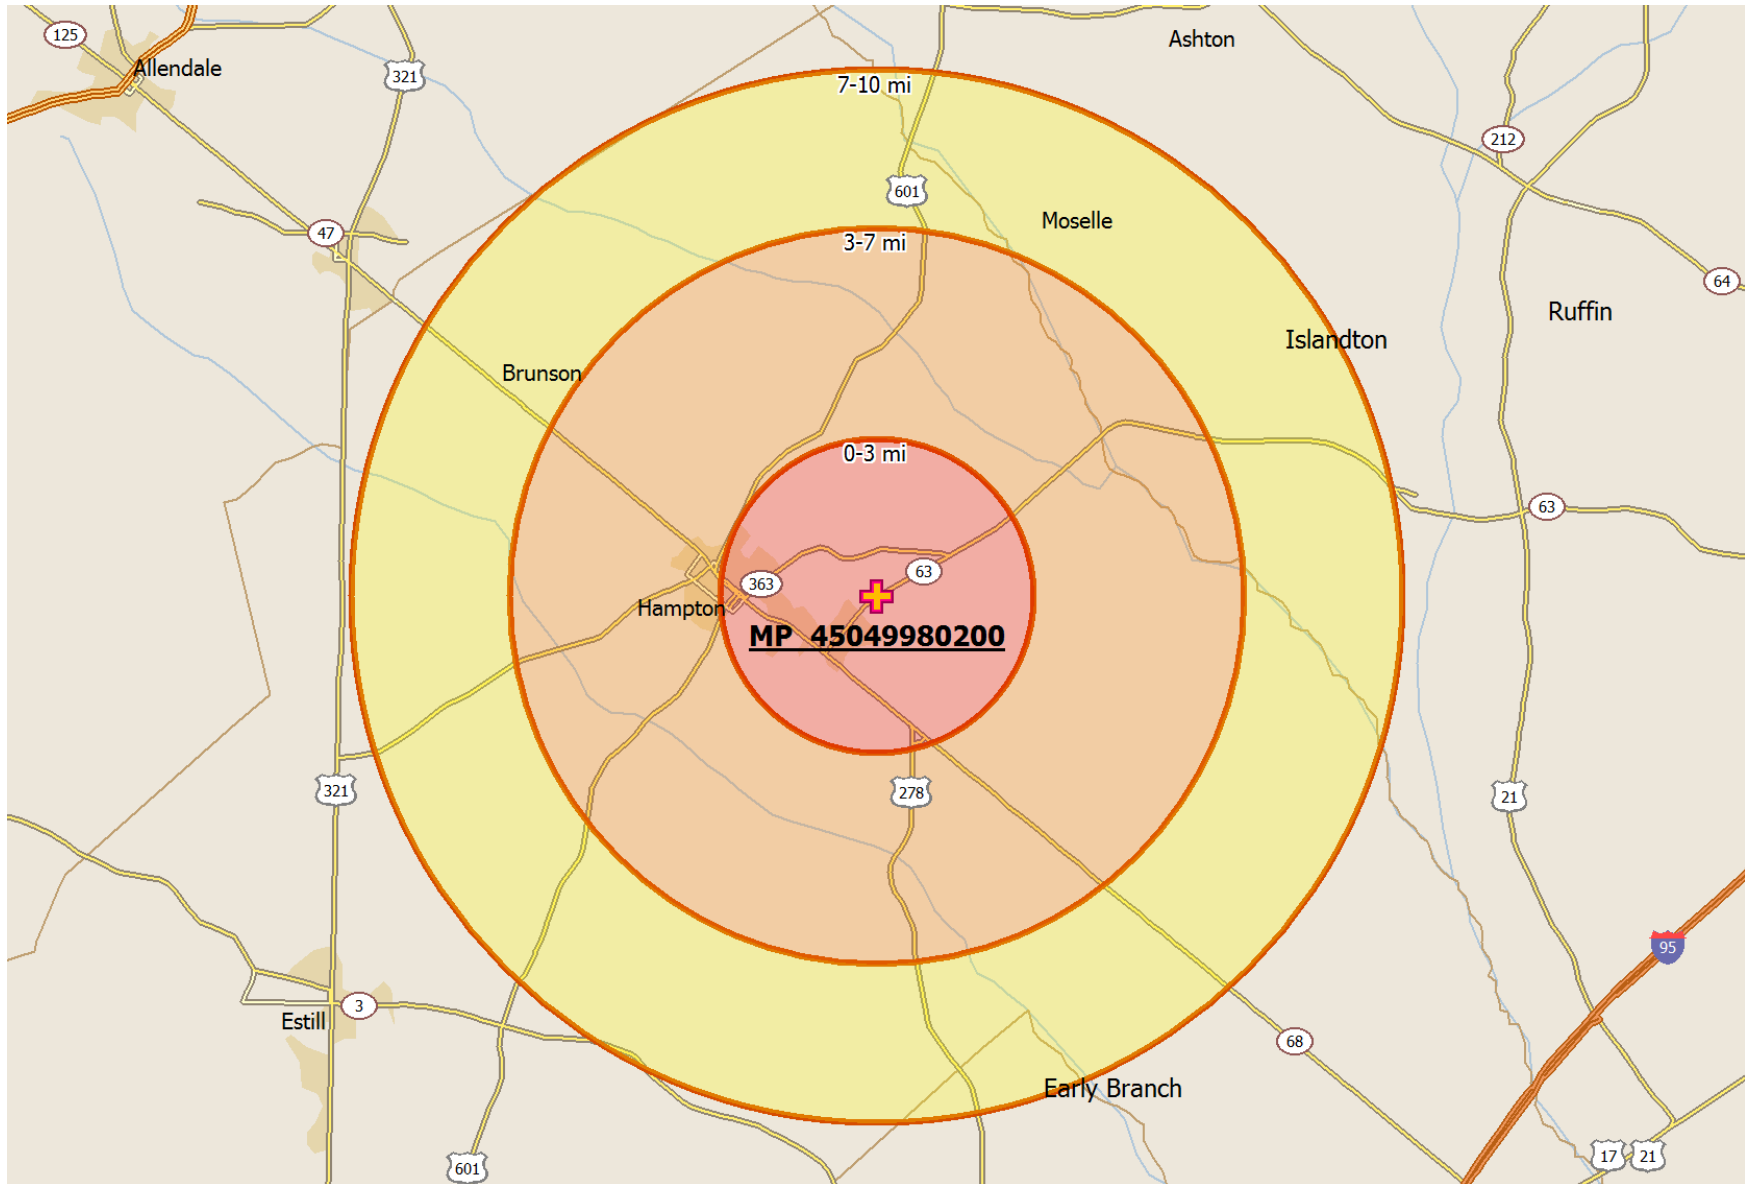 125
Ashton
Allendale
321
7-10 mi
212
601
Moselle
47
3-7 mi
64
Ruffin
Islandton
Brunson
0-3 mi
63
63
363
Hampton
MP 45049980200
321
278
21
95
3
Estill
68
Early Branch
601
17
21